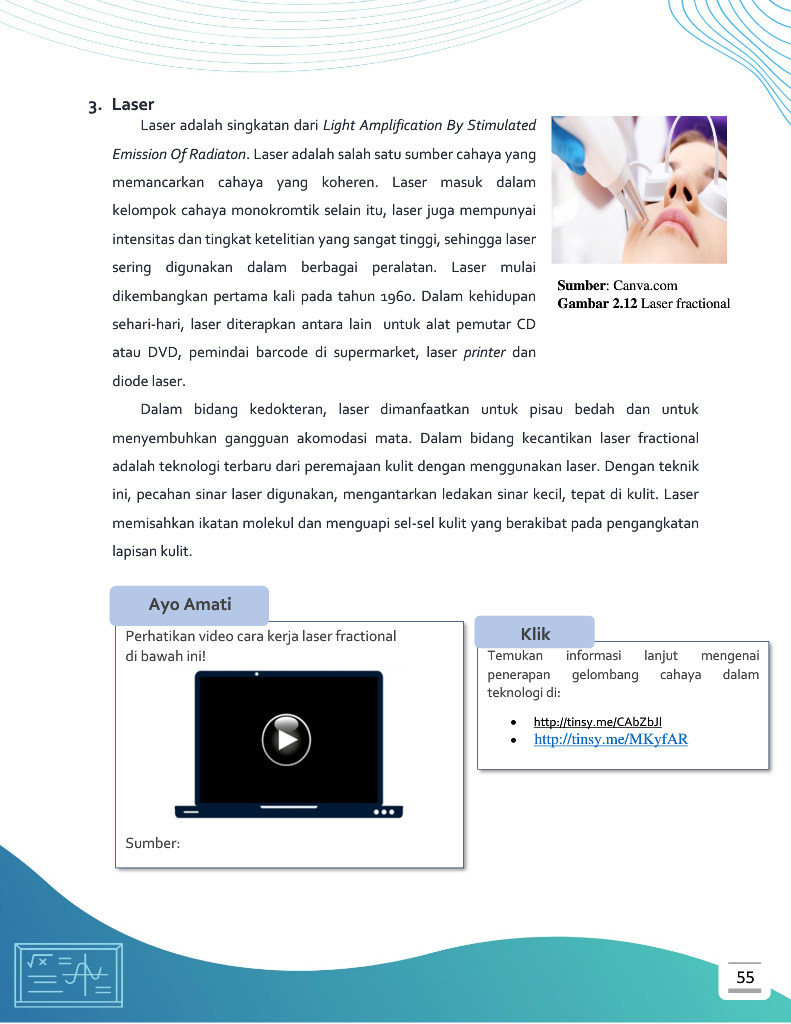 3. Laser
Laser adalah singkatan dari Light Amplification By Stimulated
Emission Of Radiaton. Laser adalah salah satu sumber cahaya yang
memancarkan cahaya yang koheren. Laser masuk dalam
kelompok cahaya monokromtik selain itu, laser juga mempunyai
intensitas dan tingkat ketelitian yang sangat tinggi, sehingga laser
sering digunakan dalam berbagai peralatan. Laser mulai
dikembangkan pertama kali pada tahun 1960. Dalam kehidupan
sehari-hari, laser diterapkan antara lain untuk alat pemutar CD
atau DVD, pemindai barcode di supermarket, laser printer dan
diode laser.
Sumber: Canva.com
Gambar 2.12 Laser fractional
Dalam bidang kedokteran, laser dimanfaatkan untuk pisau bedah dan untuk
menyembuhkan gangguan akomodasi mata. Dalam bidang kecantikan laser fractional
adalah teknologi terbaru dari peremajaan kulit dengan menggunakan laser. Dengan teknik
ini, pecahan sinar laser digunakan, mengantarkan ledakan sinar kecil, tepat di kulit. Laser
memisahkan ikatan molekul dan menguapi sel-sel kulit yang berakibat pada pengangkatan
lapisan kulit.
Ayo Amati
Perhatikan video cara kerja laser fractional
di bawah ini!
Sumber:
Klik
Temukan informasi lanjut mengenai
penerapan gelombang cahaya dalam
teknologi di:
• http://tinsy.me/CAbZbJl
• http://tinsy.me/MKyfAR
√x
55